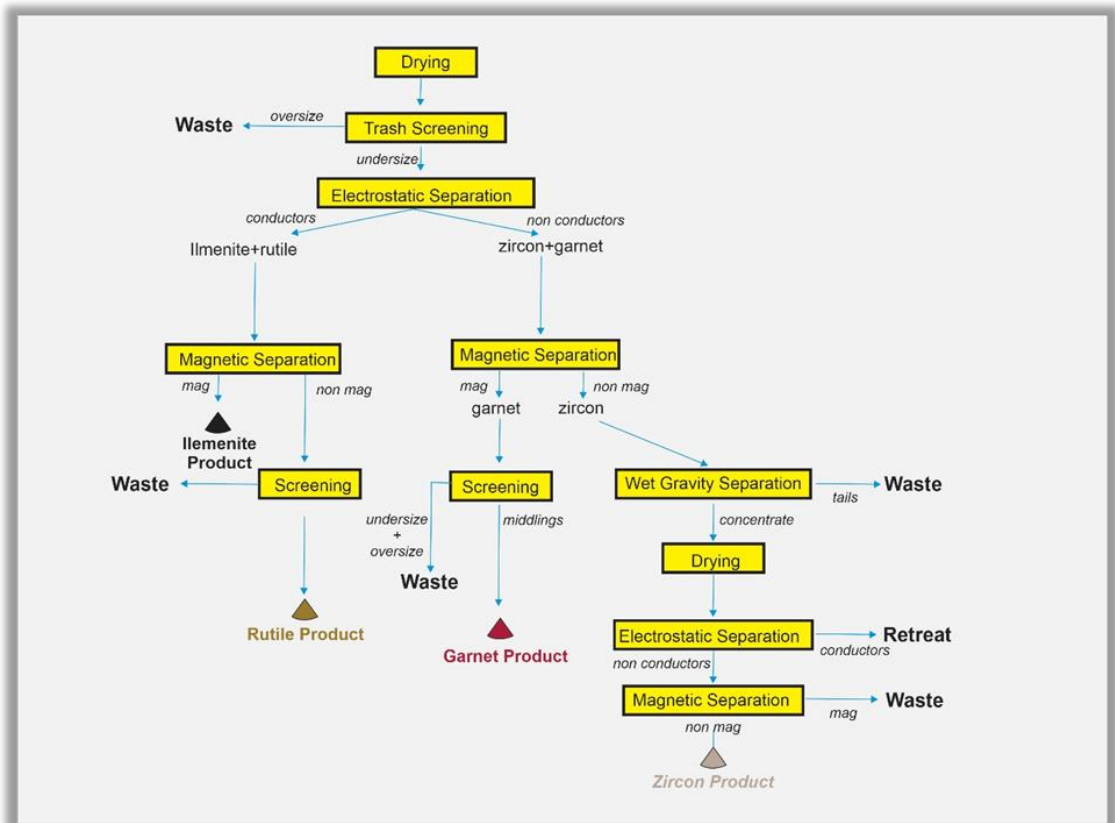 Drying
Waste
oversize
Trash Screening
undersize
Electrostatic Separation
conductors
non conductors
Ilmenite+rutile
zircon+garnet
Magnetic Separation
Magnetic Separation
mag
non mag
mag
non mag
garnet
zircon
Ilemenite
Product
Waste
Screening
Screening
Wet Gravity Separation
tails
Waste
undersize
+
oversize
middlings
concentrate
Waste
Drying
Rutile Product
Garnet Product
Electrostatic Separation
conductors
Retreat
non conductors
Magnetic Separation
mag
Waste
non mag
Zircon Product